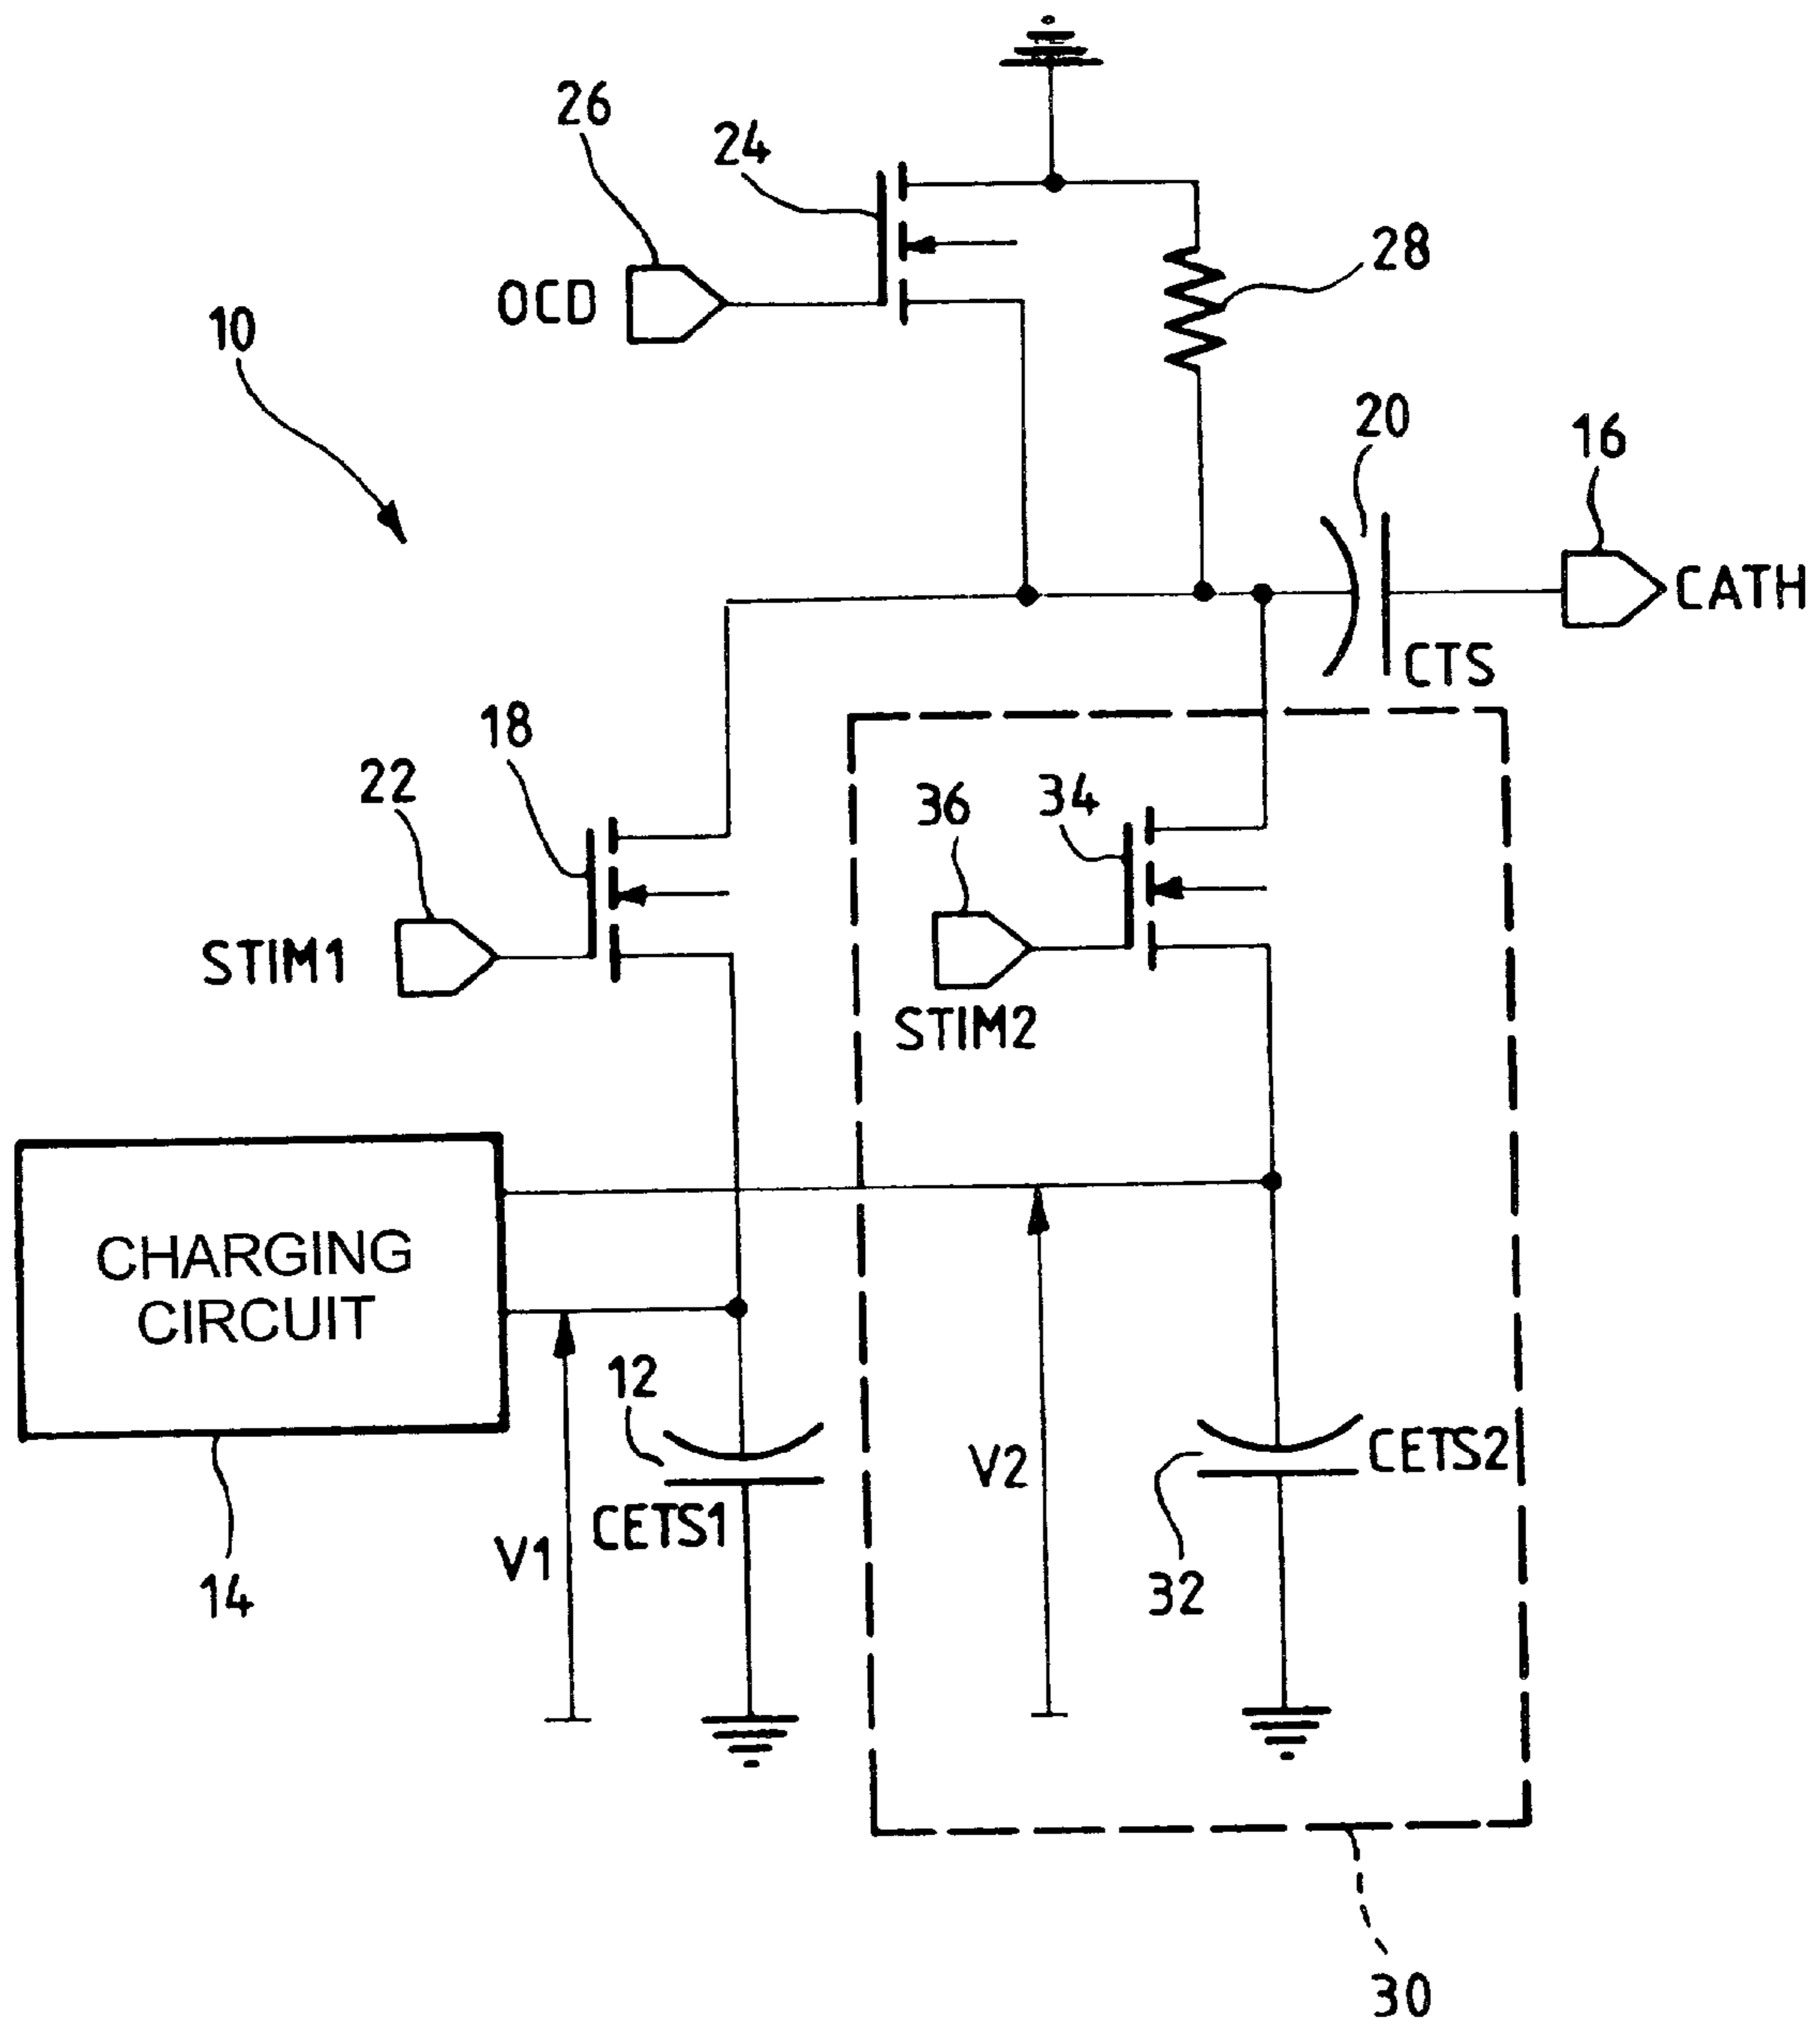 26
24
28
OCD
10
20
16
CATH
CTS
18
22
36
34
STIM1
STIM2
CHARGING
CIRCUIT
12
CETS1
V1
V2
CETS2
32
14
30